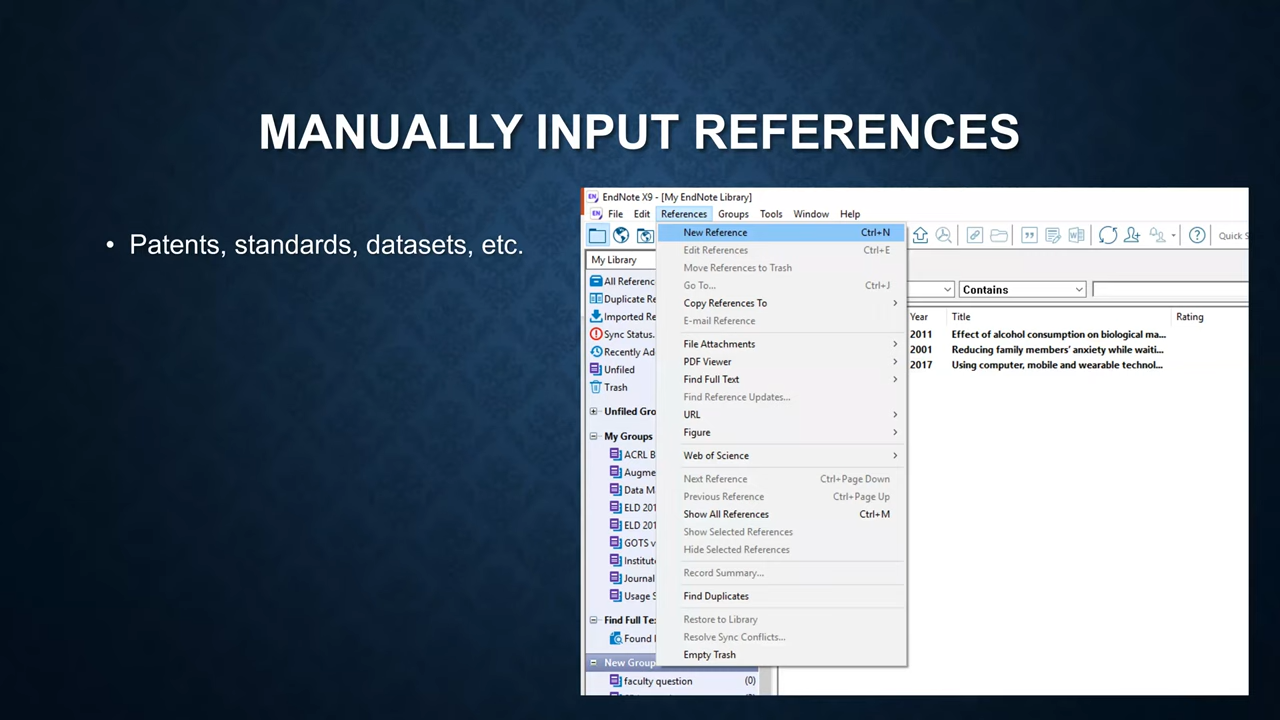 MANUALLY INPUT REFERENCES
• Patents, standards, datasets, etc.
EndNote X9 - [My EndNote Library]
File Edit References Groups Tools Window Help
Quick S
My Library
All Referenc
Duplicate Re
Imported Re
Sync Status.
Recently Ad
Unfiled
Trash
Unfiled Gro
My Groups
ACRL B
Augme
Data M
ELD 201
ELD 201
GOTS v
Institut
Journal
Usage S
Find Full Te
Found
New Group
faculty question (0)
New Reference Ctrl+N
Edit References Ctrl+E
Move References to Trash
Go To... Ctrl+J
Copy References To
E-mail Reference
File Attachments
PDF Viewer
Find Full Text
Find Reference Updates...
URL
Figure
Web of Science
Next Reference Ctrl+Page Down
Previous Reference Ctrl+Page Up
Show All References Ctrl+M
Show Selected References
Hide Selected References
Record Summary...
Find Duplicates
Restore to Library
Resolve Sync Conflicts...
Empty Trash
Contains
Year Title Rating
2011 Effect of alcohol consumption on biological ma...
2001 Reducing family members' anxiety while waiti...
2017 Using computer, mobile and wearable technol...